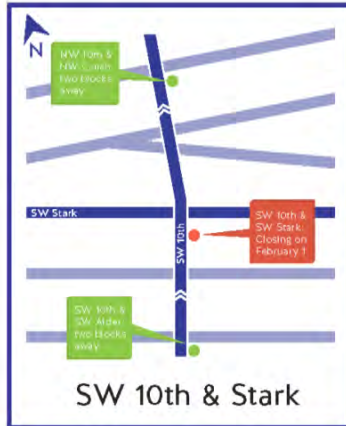 N
NW 10th &
NW Couch
two blocks
away
SW Stark
SW 10th &
SW Stark
Closing on
February 1
SW 10th
SW 10th &
SW Alder
two blocks
away
SW 10th & Stark